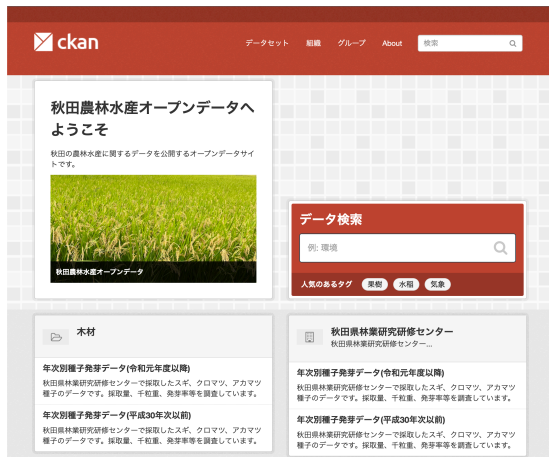 ckan
データセット 組織 グループ About 検索
秋田農林水産オープンデータへ
ようこそ
秋田の農林水産に関するデータを公開するオープンデータサイ
トです。
秋田農林水産オープンデータ
データ検索
例: 環境
人気のあるタグ 果樹 水稲 気象
木材
年次別種子発芽データ(令和元年度以降)
秋田県林業研究研修センターで採取したスギ、クロマツ、アカマツ
種子のデータです。採取量、千粒重、発芽率等を調査しています。
年次別種子発芽データ(平成30年次以前)
秋田県林業研究研修センターで採取したスギ、クロマツ、アカマツ
種子のデータです。採取量、千粒重、発芽率等を調査しています。
秋田県林業研究研修センター
秋田県林業研究研修センター...
年次別種子発芽データ(令和元年度以降)
秋田県林業研究研修センターで採取したスギ、クロマツ、アカマツ
種子のデータです。採取量、千粒重、発芽率等を調査しています。
年次別種子発芽データ(平成30年次以前)
秋田県林業研究研修センターで採取したスギ、クロマツ、アカマツ
種子のデータです。採取量、千粒重、発芽率等を調査しています。